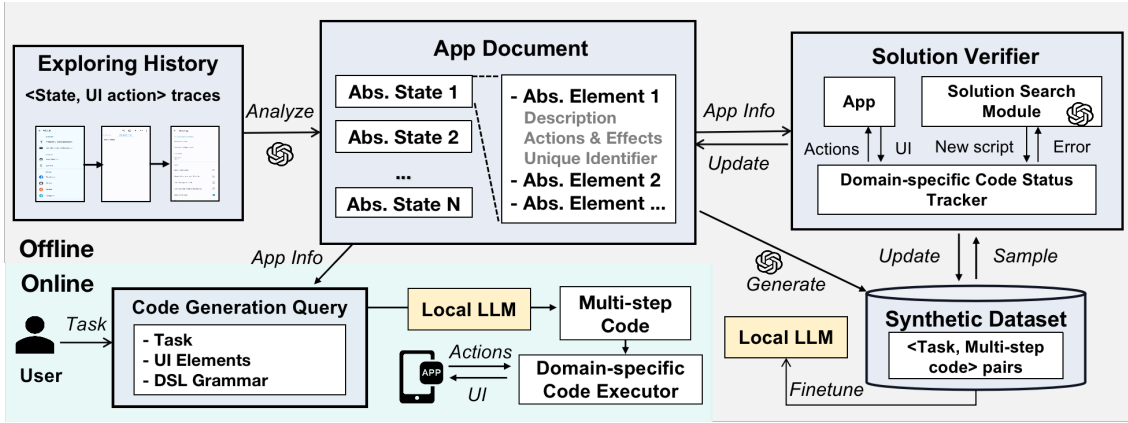 Exploring History
<State, UI action> traces
Analyze
App Document
Abs. State 1
Abs. State 2
...
Abs. State N
- Abs. Element 1
Description
Actions & Effects
Unique Identifier
- Abs. Element 2
- Abs. Element ...
App Info
Update
Solution Verifier
App
Solution Search
Module
Actions
UI
New script
Error
Domain-specific Code Status
Tracker
Offline
App Info
Generate
Update
Sample
Online
User
Task
Code Generation Query
- Task
- UI Elements
- DSL Grammar
Local LLM
Multi-step
Code
APP
Actions
UI
Domain-specific
Code Executor
Local LLM
Finetune
Synthetic Dataset
<Task, Multi-step
code> pairs